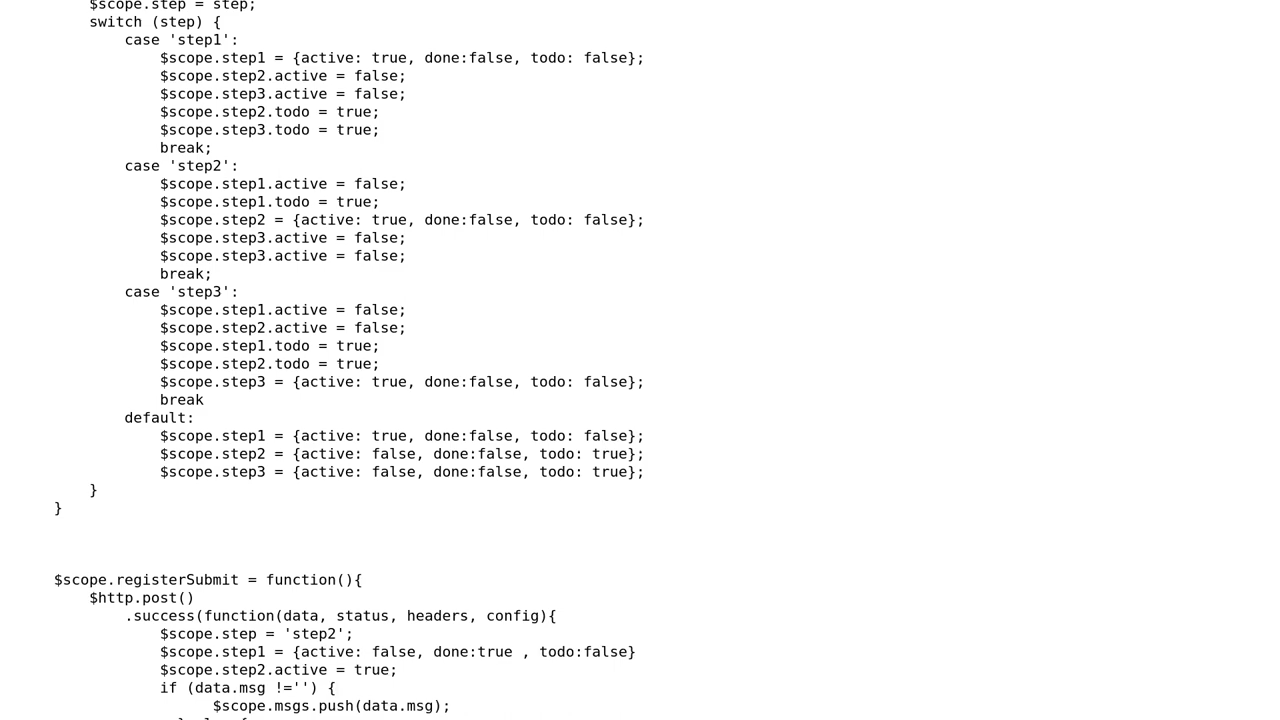 $scope.step = step;
switch (step) {
case 'step1':
$scope.step1 = {active: true, done:false, todo: false};
$scope.step2.active = false;
$scope.step3.active = false;
$scope.step2.todo = true;
$scope.step3.todo = true;
break;
case 'step2':
$scope.step1.active = false;
$scope.step1.todo = true;
$scope.step2 = {active: true, done:false, todo: false};
$scope.step3.active = false;
$scope.step3.active = false;
break;
case 'step3':
$scope.step1.active = false;
$scope.step2.active = false;
$scope.step1.todo = true;
$scope.step2.todo = true;
$scope.step3 = {active: true, done:false, todo: false};
break
default:
$scope.step1 = {active: true, done:false, todo: false};
$scope.step2 = {active: false, done:false, todo: true};
$scope.step3 = {active: false, done:false, todo: true};
}
}
$scope.registerSubmit = function(){
$http.post()
.success(function(data, status, headers, config){
$scope.step = 'step2';
$scope.step1 = {active: false, done:true , todo:false}
$scope.step2.active = true;
if (data.msg !='') {
$scope.msgs.push(data.msg);